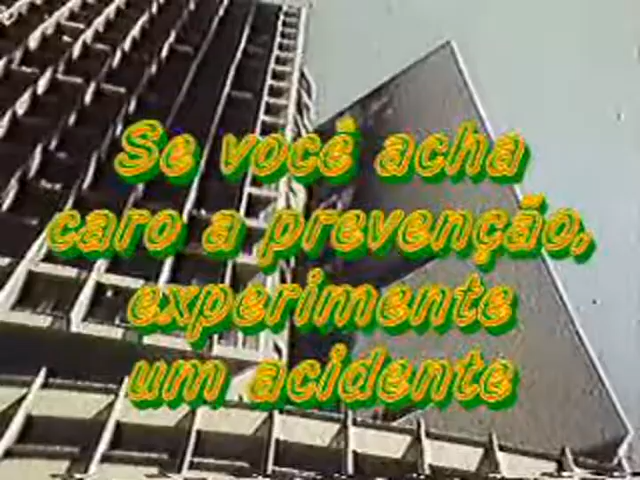 Se você acha
caro a prevenção,
experimente
um acidente